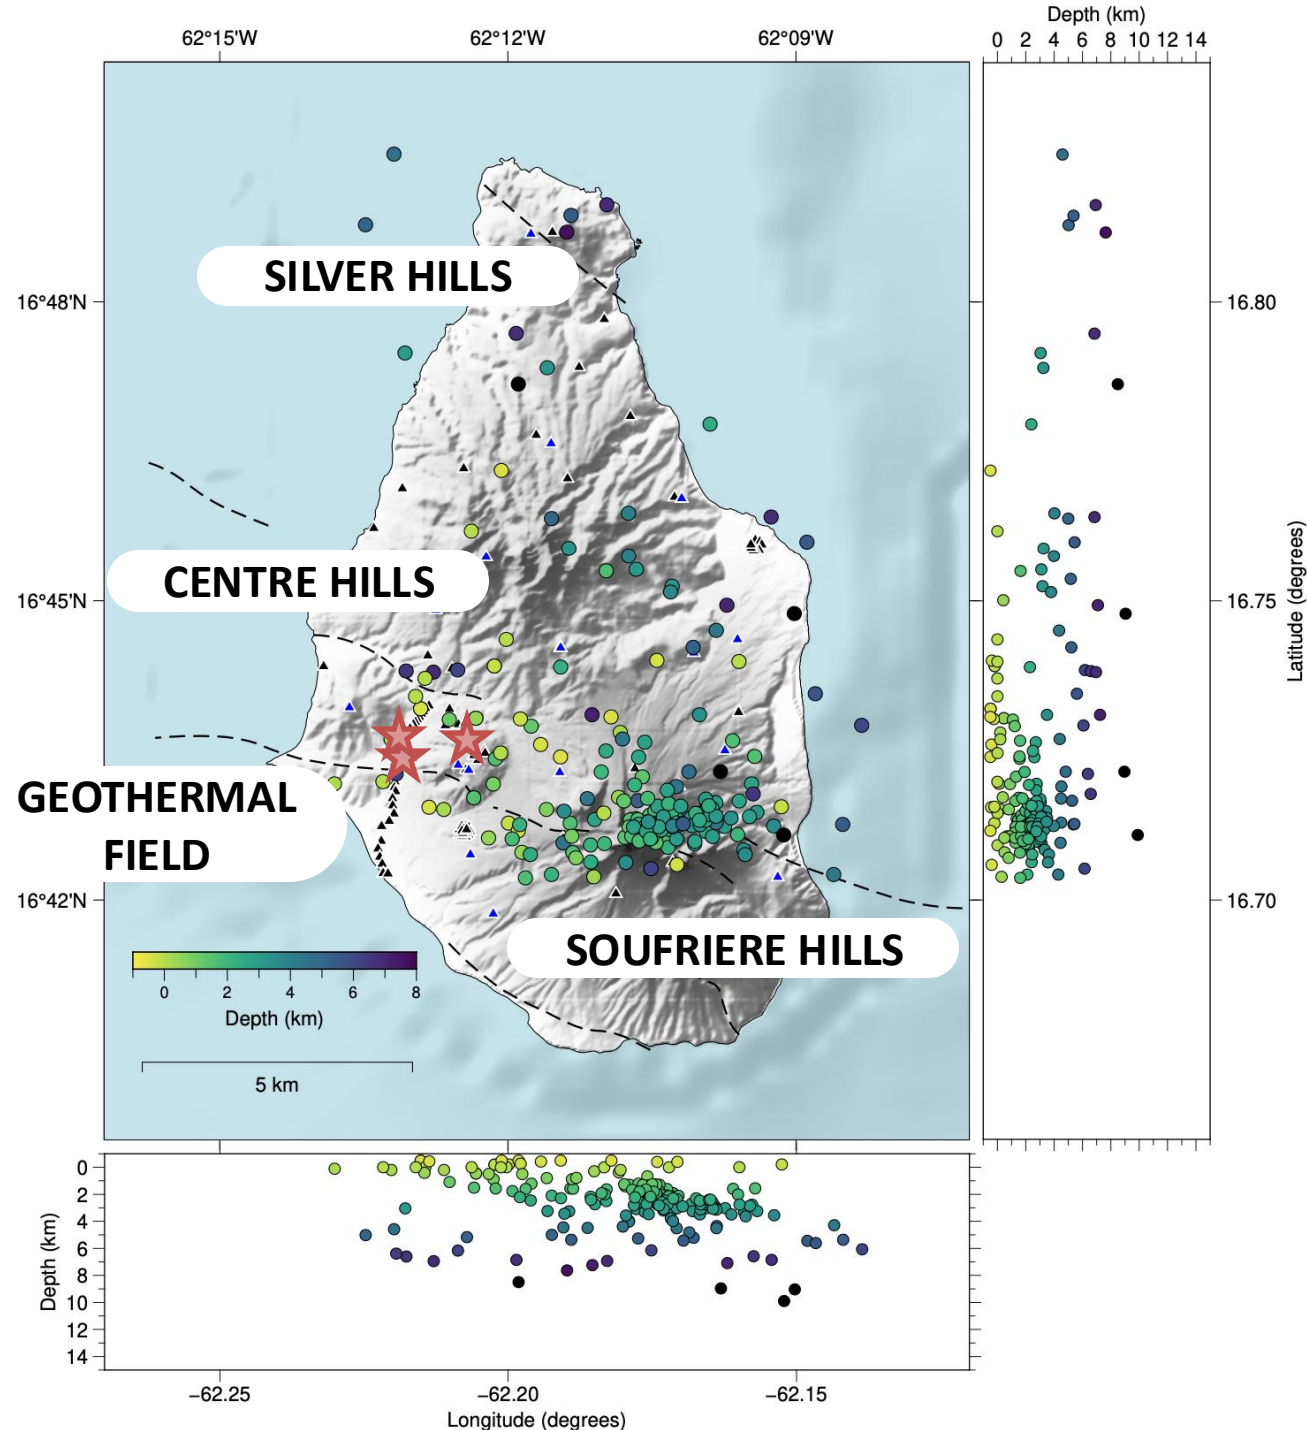 Depth (km)
62°15'W 62°12'W 62°09'W
0 2 4 6 8 10 12 14
SILVER HILLS
16°48'N
16.80
CENTRE HILLS
16°45'N
16.75
Latitude (degrees)
GEOTHERMAL
FIELD
16°42'N
16.70
SOUFRIERE HILLS
0 2 4 6 8
Depth (km)
5 km
0
2
4
6
8
10
12
14
Depth (km)
−62.25 −62.20 −62.15
Longitude (degrees)